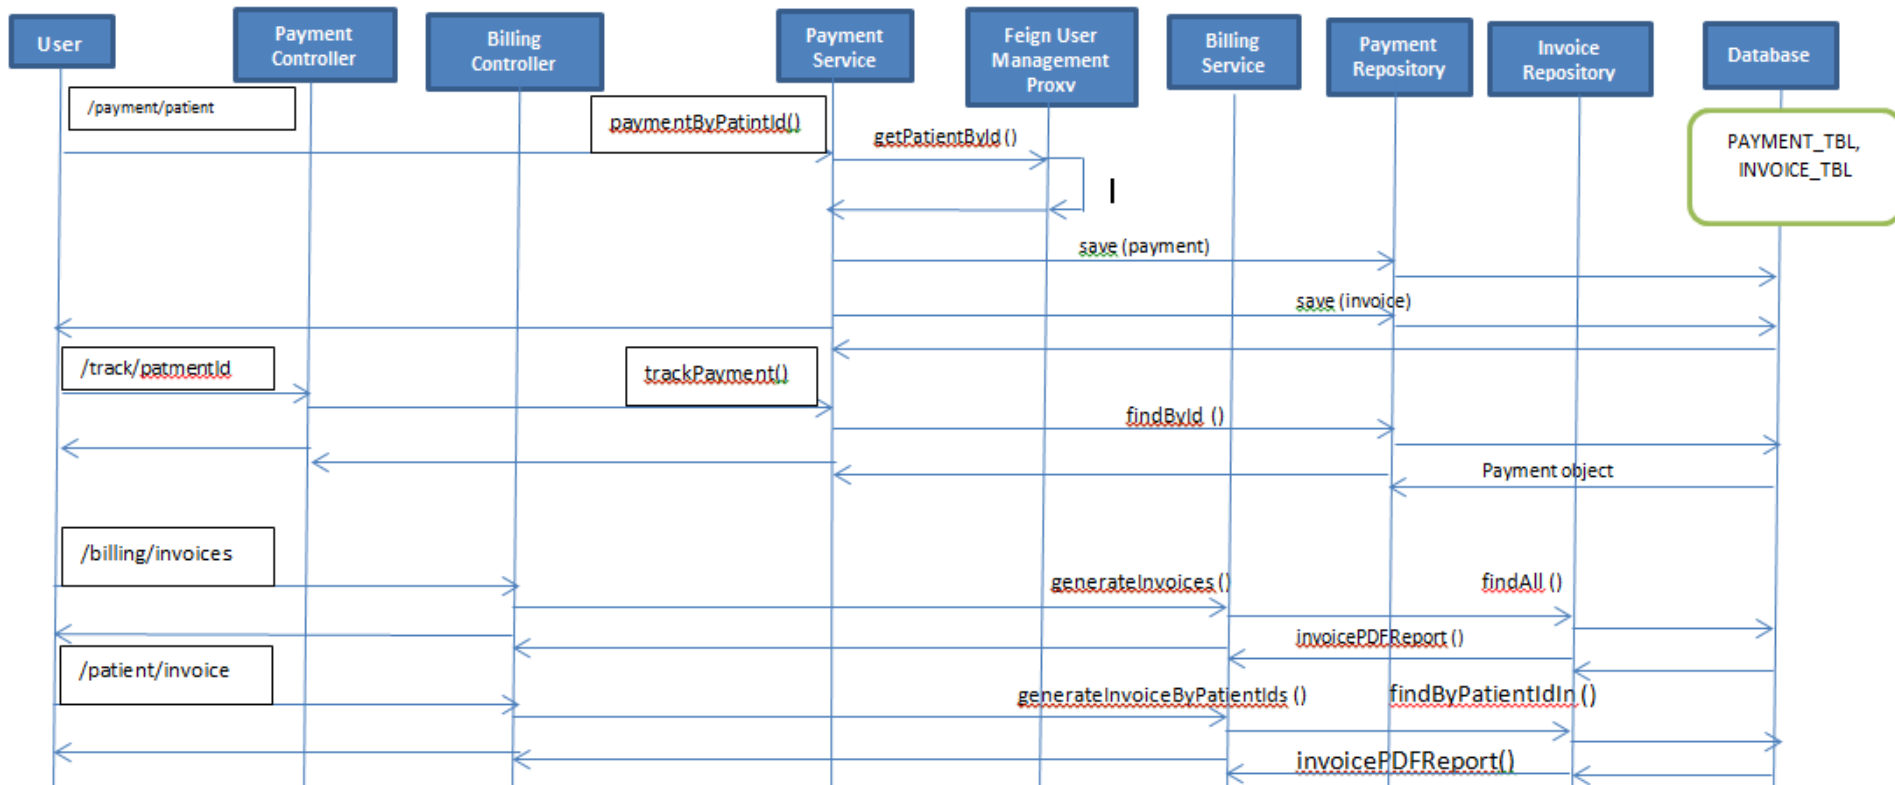 User
Payment
Controller
Billing
Controller
Payment
Service
Feign User
Management
Proxy
Billing
Service
Payment
Repository
Invoice
Repository
Database
/payment/patient
paymentByPatintId()
getPatientById ()
PAYMENT_TBL,
INVOICE_TBL
save (payment)
save (invoice)
/track/patmentId
trackPayment()
findById ()
Payment object
/billing/invoices
generateInvoices ()
findAll ()
invoicePDFReport ()
/patient/invoice
generateInvoiceByPatientIds ()
findByPatientIdIn ()
invoicePDFReport()